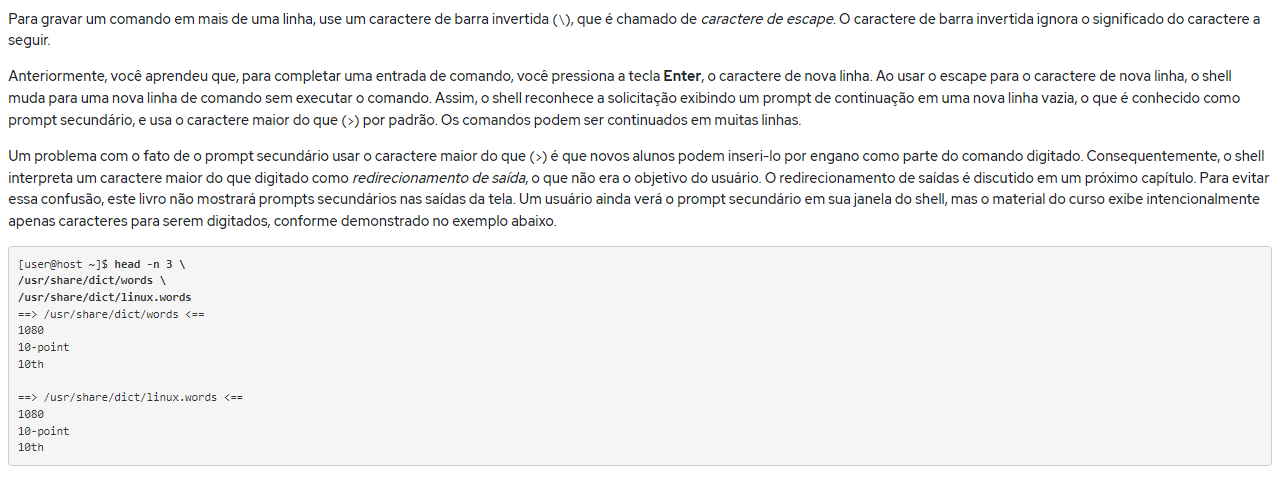 Para gravar um comando em mais de uma linha, use um caractere de barra invertida (\), que é chamado de caractere de escape. O caractere de barra invertida ignora o significado do caractere a
seguir.
Anteriormente, você aprendeu que, para completar uma entrada de comando, você pressiona a tecla Enter, o caractere de nova linha. Ao usar o escape para o caractere de nova linha, o shell
muda para uma nova linha de comando sem executar o comando. Assim, o shell reconhece a solicitação exibindo um prompt de continuação em uma nova linha vazia, o que é conhecido como
prompt secundário, e usa o caractere maior do que (>) por padrão. Os comandos podem ser continuados em muitas linhas.
Um problema com o fato de o prompt secundário usar o caractere maior do que (>) é que novos alunos podem inseri-lo por engano como parte do comando digitado. Consequentemente, o shell
interpreta um caractere maior do que digitado como redirecionamento de saída, o que não era o objetivo do usuário. O redirecionamento de saídas é discutido em um próximo capítulo. Para evitar
essa confusão, este livro não mostrará prompts secundários nas saídas da tela. Um usuário ainda verá o prompt secundário em sua janela do shell, mas o material do curso exibe intencionalmente
apenas caracteres para serem digitados, conforme demonstrado no exemplo abaixo.
[user@host ~]$ head -n 3 \
/usr/share/dict/words \
/usr/share/dict/linux.words
==> /usr/share/dict/words <==
1080
10-point
10th
==> /usr/share/dict/linux.words <==
1080
10-point
10th